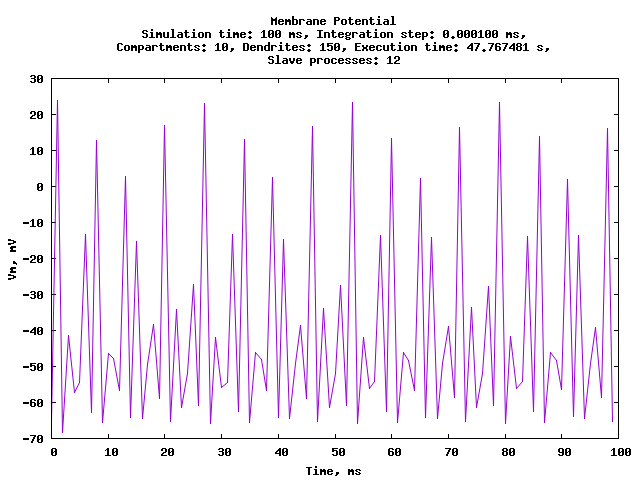 Membrane Potential
Simulation time: 100 ms, Integration step: 0.000100 ms,
Compartments: 10, Dendrites: 150, Execution time: 47.767481 s,
Slave processes: 12
30
20
10
0
-10
-20
-30
-40
-50
-60
-70
Vm, mV
0 10 20 30 40 50 60 70 80 90 100
Time, ms